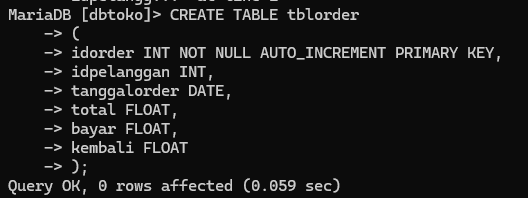 MariaDB [dbtoko]> CREATE TABLE tblorder
-> (
-> idorder INT NOT NULL AUTO_INCREMENT PRIMARY KEY,
-> idpelanggan INT,
-> tanggalorder DATE,
-> total FLOAT,
-> bayar FLOAT,
-> kembali FLOAT
-> );
Query OK, 0 rows affected (0.059 sec)